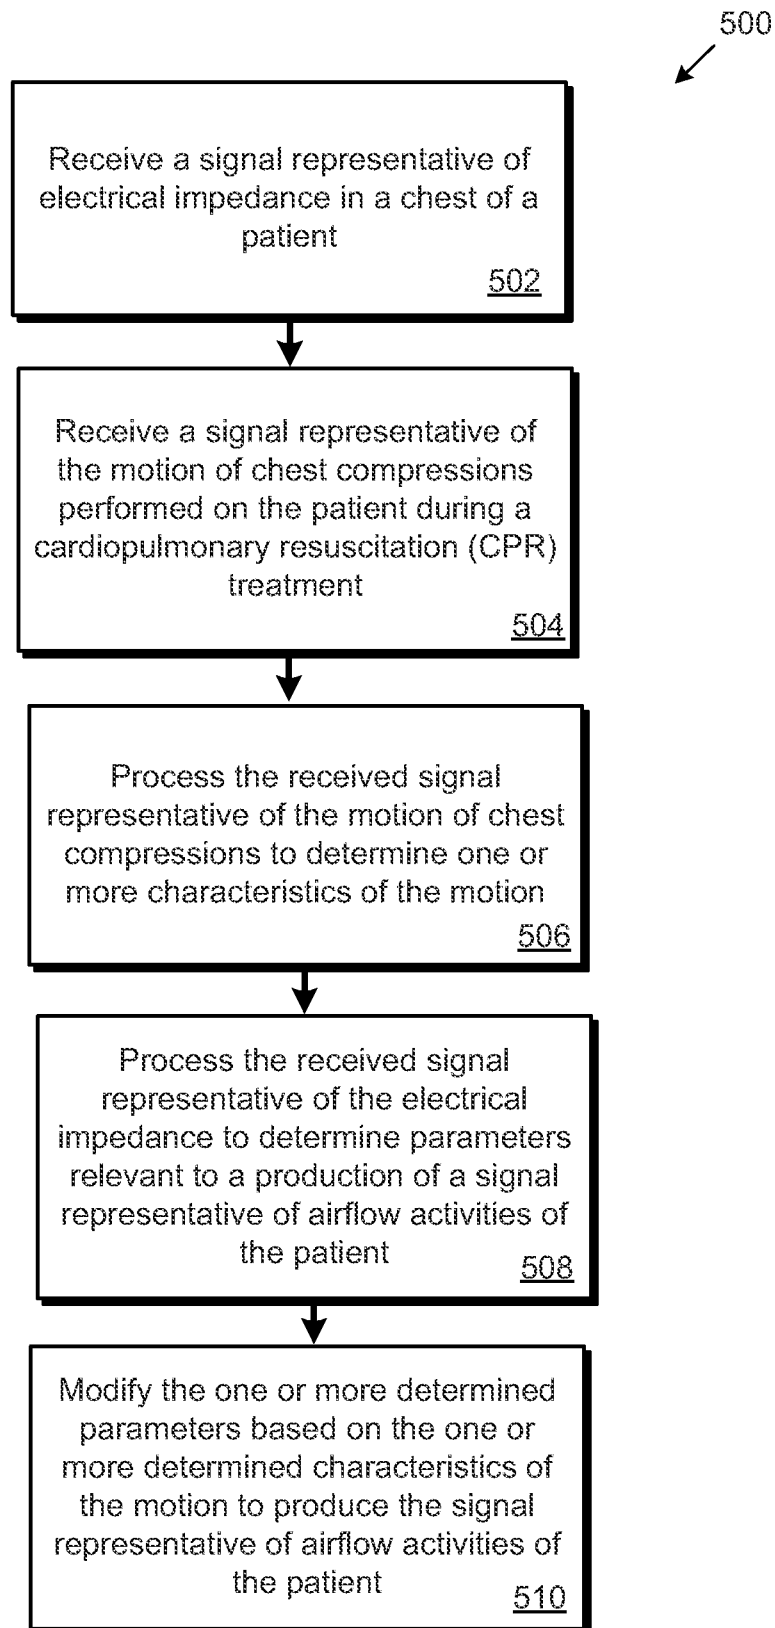 500
Receive a signal representative of
electrical impedance in a chest of a
patient
502
Receive a signal representative of
the motion of chest compressions
performed on the patient during a
cardiopulmonary resuscitation (CPR)
treatment
504
Process the received signal
representative of the motion of chest
compressions to determine one or
more characteristics of the motion
506
Process the received signal
representative of the electrical
impedance to determine parameters
relevant to a production of a signal
representative of airflow activities of
the patient
508
Modify the one or more determined
parameters based on the one or
more determined characteristics of
the motion to produce the signal
representative of airflow activities of
the patient
510